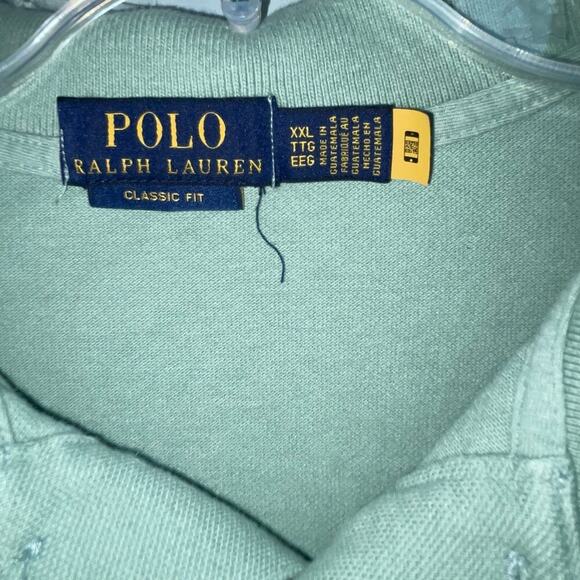 POLO
RALPH LAUREN
CLASSIC FIT
XXL
TTG
EEG
MADE IN
GUATEMALA
FABRIQUÉ AU
GUATEMALA
HECHO EN
GUATEMALA